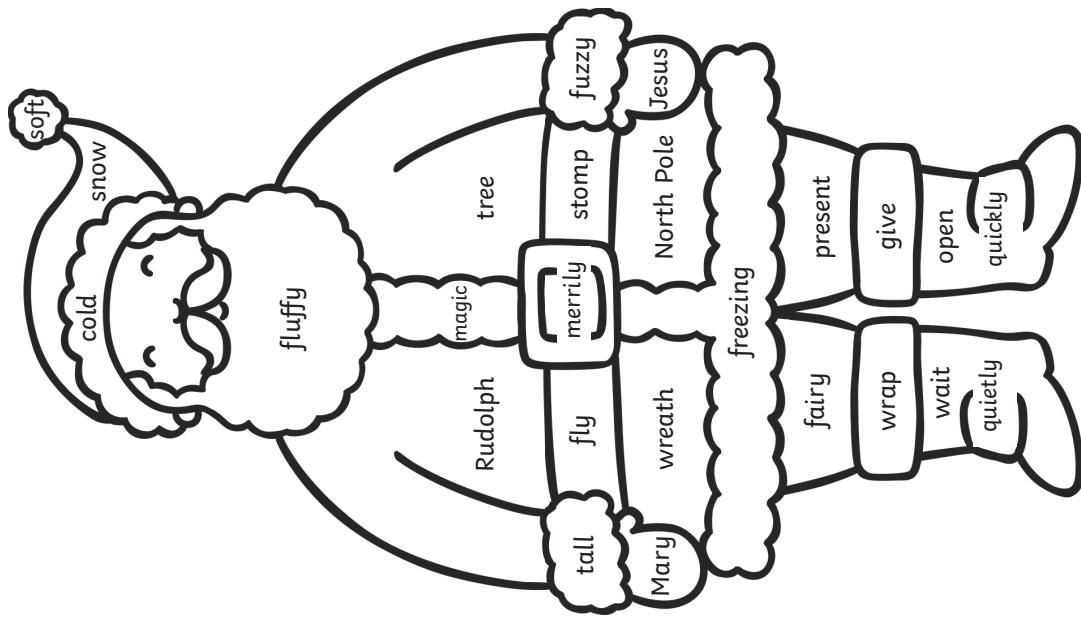 soft
cold
snow
fluffy
Rudolph
magic
tree
tall
fly
merrily
stomp
fuzzy
Mary
wreath
North Pole
Jesus
freezing
fairy
present
wrap
give
wait
open
quietly
quickly